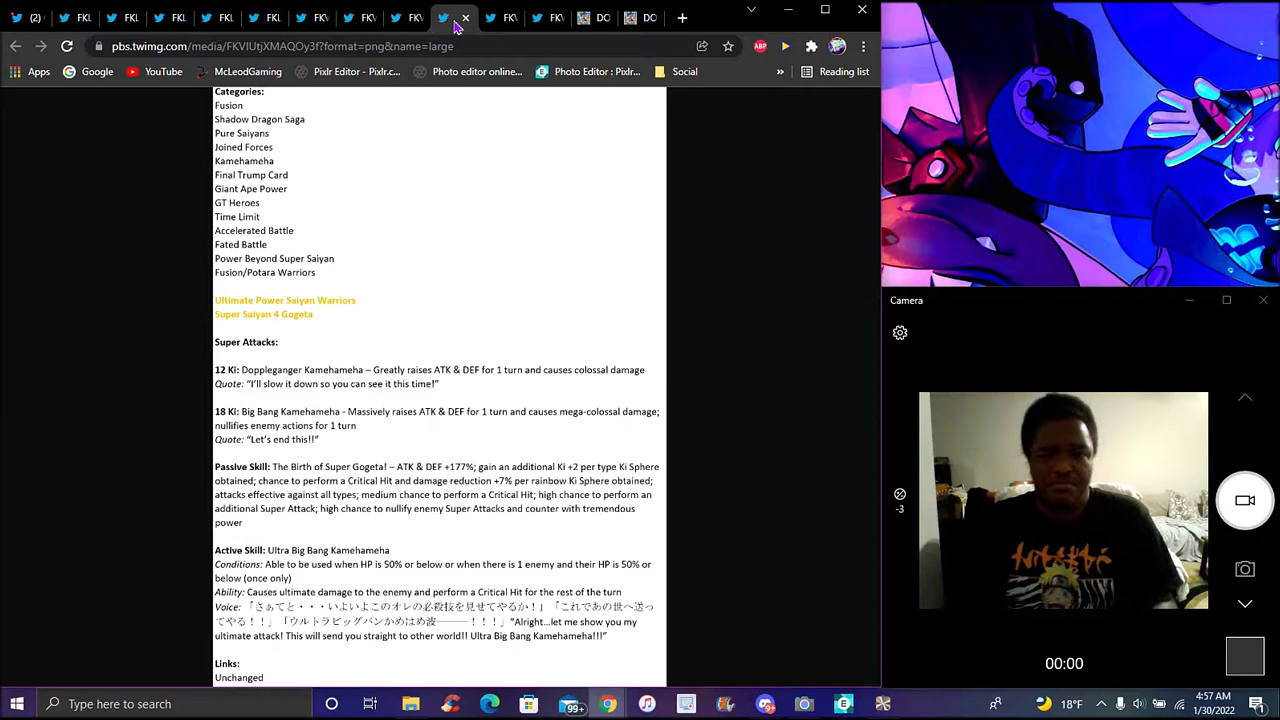 (2)
FKL
FKL
FKL
FKL
FKL
FKV
FKV
FKV
FKV
FKV
DO
DO
pbs.twimg.com/media/FKVIUtjXMAQOy3f?format=png&name=large
ABP
Apps
Google
YouTube
McLeodGaming
Pixlr Editor - Pixlr.c...
Photo editor online...
Photo Editor : Pixlr...
Social
»
Reading list
Categories:
Fusion
Shadow Dragon Saga
Pure Saiyans
Joined Forces
Kamehameha
Final Trump Card
Giant Ape Power
GT Heroes
Time Limit
Accelerated Battle
Fated Battle
Power Beyond Super Saiyan
Fusion/Potara Warriors
Ultimate Power Saiyan Warriors
Super Saiyan 4 Gogeta
Super Attacks:
12 Ki: Doppleganger Kamehameha – Greatly raises ATK & DEF for 1 turn and causes colossal damage
Quote: “I’ll slow it down so you can see it this time!”
18 Ki: Big Bang Kamehameha - Massively raises ATK & DEF for 1 turn and causes mega-colossal damage;
nullifies enemy actions for 1 turn
Quote: “Let’s end this!!”
Passive Skill: The Birth of Super Gogeta! – ATK & DEF +177%; gain an additional Ki +2 per type Ki Sphere
obtained; chance to perform a Critical Hit and damage reduction +7% per rainbow Ki Sphere obtained;
attacks effective against all types; medium chance to perform a Critical Hit; high chance to perform an
additional Super Attack; high chance to nullify enemy Super Attacks and counter with tremendous
power
Active Skill: Ultra Big Bang Kamehameha
Conditions: Able to be used when HP is 50% or below or when there is 1 enemy and their HP is 50% or
below (once only)
Ability: Causes ultimate damage to the enemy and perform a Critical Hit for the rest of the turn
Voice: 「さぁてと・・・いよいよこのオレの必殺技を見せてやるか！」「これであの世へ送っ
てやる！！」「ウルトラビッグバンかめはめ波―――！！！」“Alright...let me show you my
ultimate attack! This will send you straight to other world!! Ultra Big Bang Kamehameha!!!”
Links:
Unchanged
Camera
-3
00:00
Type here to search
99+
18°F
4:57 AM
1/30/2022